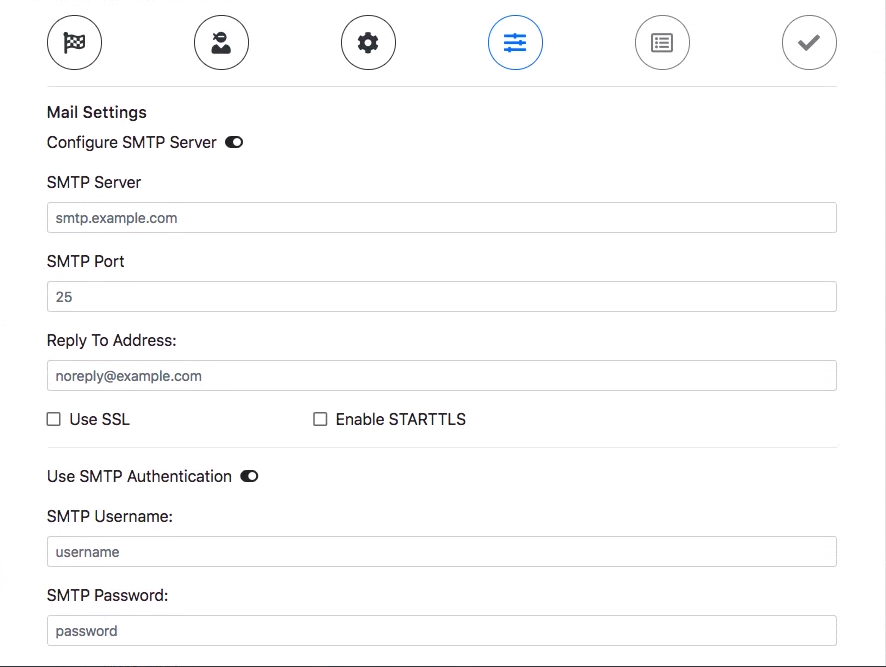 Mail Settings
Configure SMTP Server
SMTP Server
smtp.example.com
SMTP Port
25
Reply To Address:
noreply@example.com
Use SSL Enable STARTTLS
Use SMTP Authentication
SMTP Username:
username
SMTP Password:
password